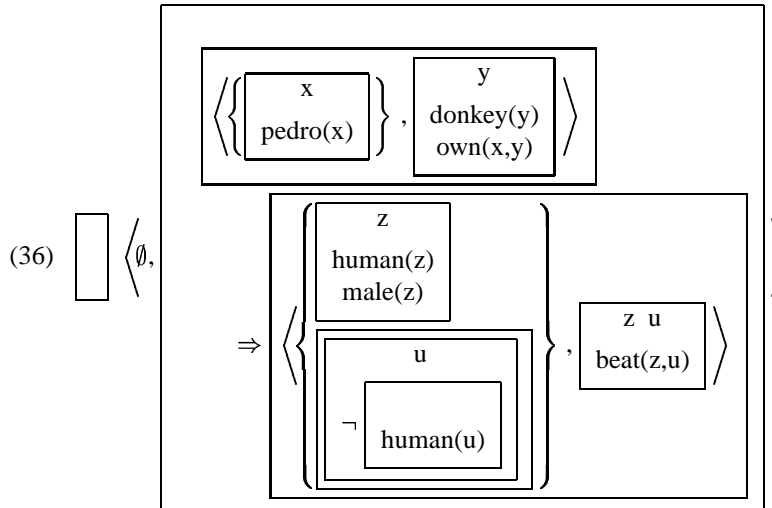 x
pedro(x)
,
y
donkey(y)
own(x,y)
(36) ⟨∅,
⇒
z
human(z)
male(z)
u
¬ human(u)
,
z u
beat(z,u)